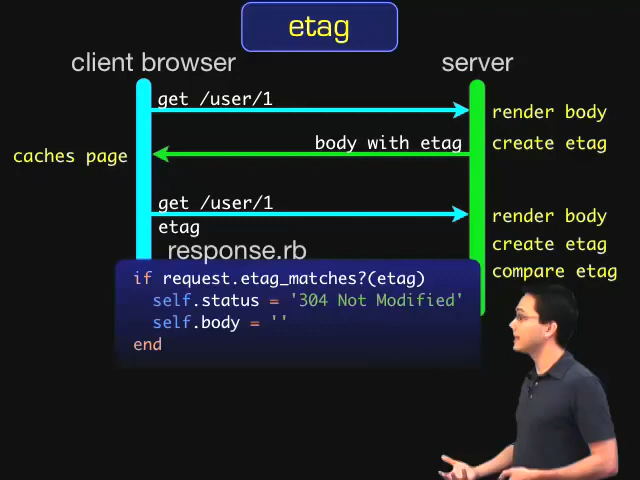 etag
client browser
server
get /user/1
render body
body with etag
create etag
caches page
get /user/1
render body
etag
create etag
response.rb
compare etag
if request.etag_matches?(etag)
self.status = '304 Not Modified'
self.body = ''
end